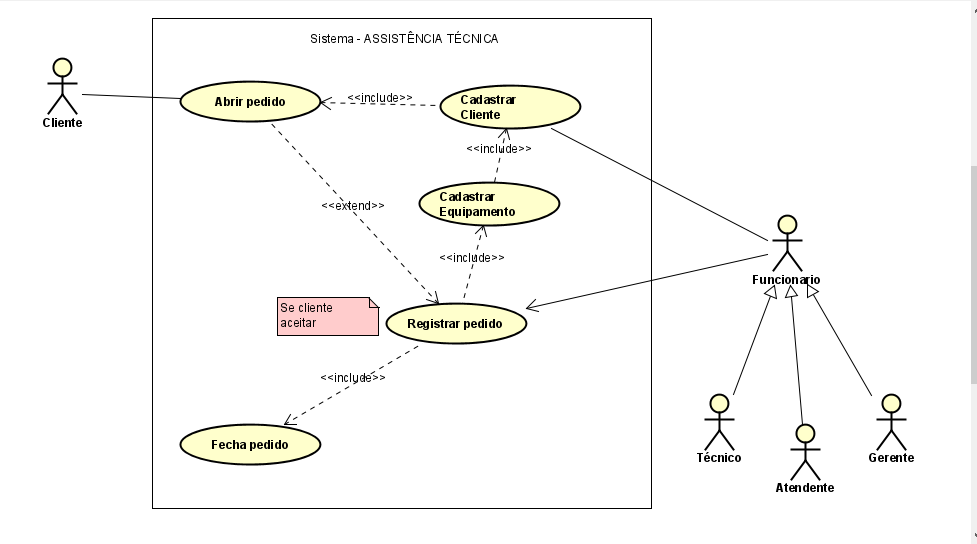 Sistema - ASSISTÊNCIA TÉCNICA
Cliente
Abrir pedido
<<include>>
Cadastrar
Cliente
<<include>>
Cadastrar
Equipamento
<<extend>>
<<include>>
Funcionario
Se cliente
aceitar
Registrar pedido
<<include>>
Fecha pedido
Técnico
Atendente
Gerente